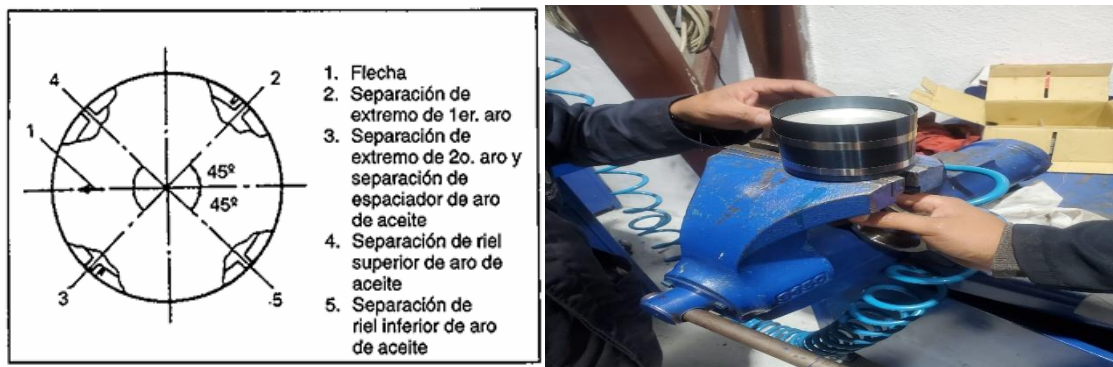 4
2
1
45º
45º
3
5
1. Flecha
2. Separación de
extremo de 1er. aro
3. Separación de
extremo de 2o. aro y
separación de
espaciador de aro
de aceite
4. Separación de riel
superior de aro de
aceite
5. Separación de
riel inferior de aro
de aceite